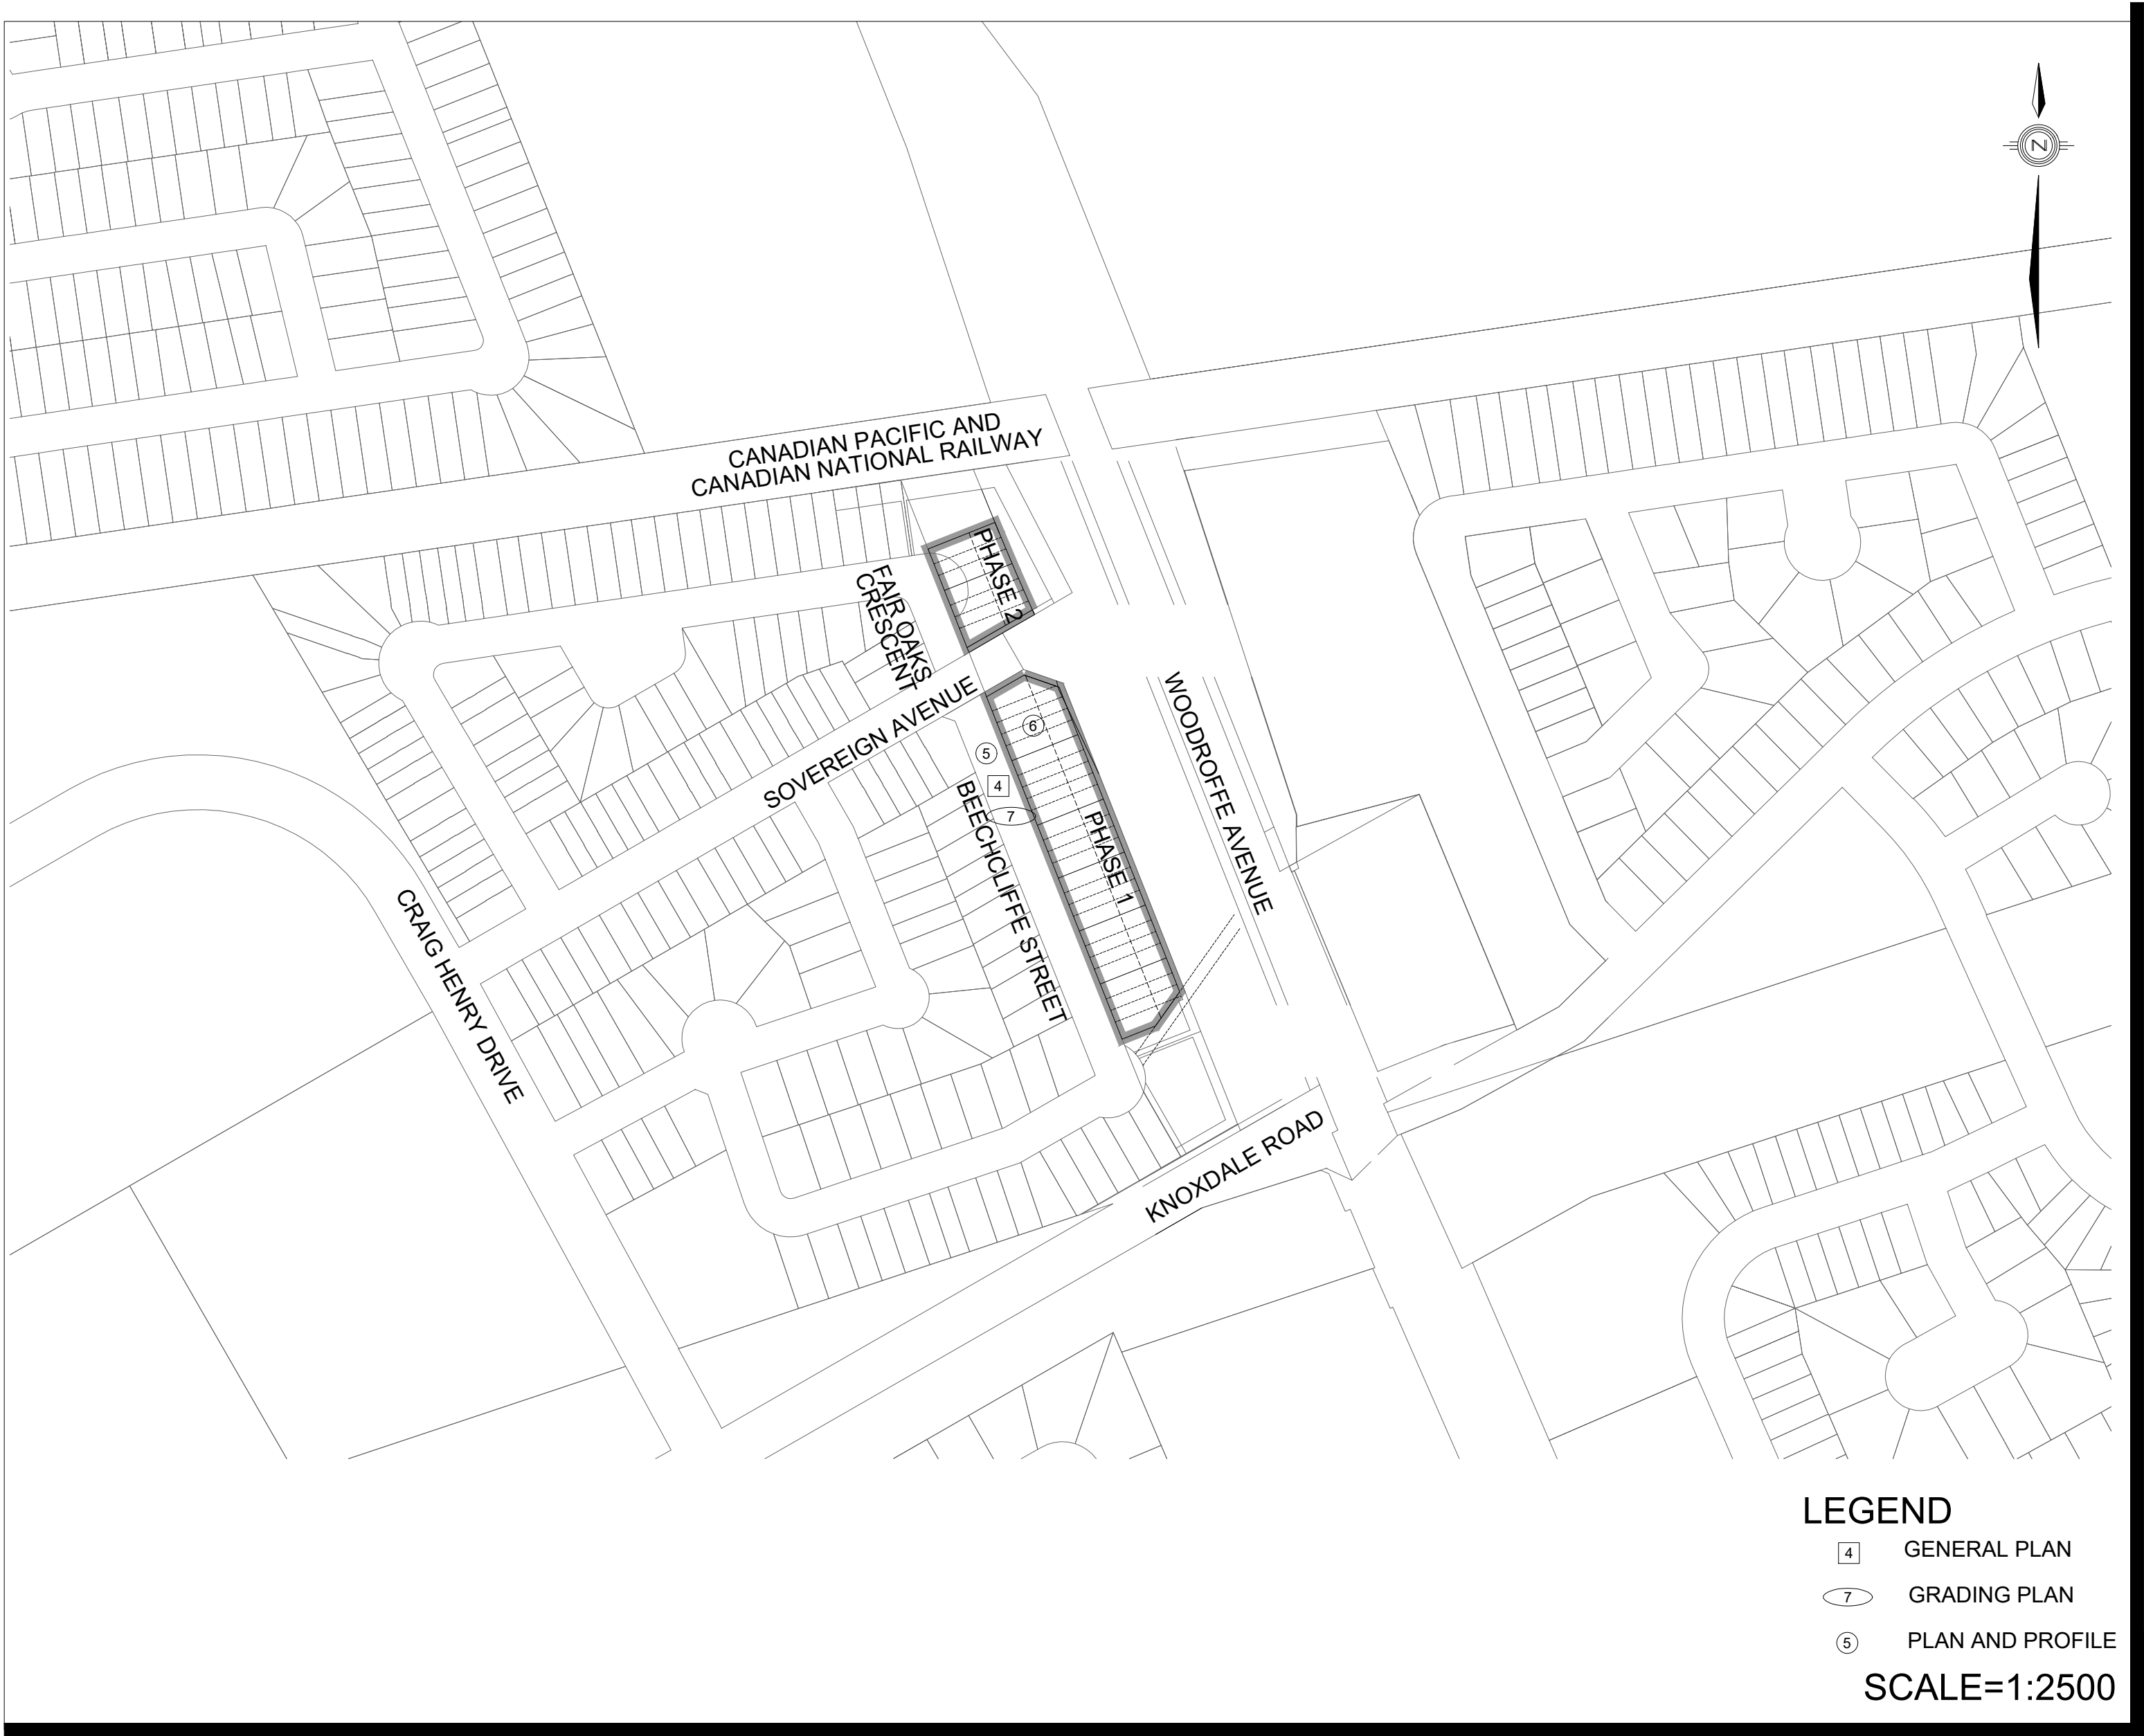 N
CANADIAN PACIFIC AND
CANADIAN NATIONAL RAILWAY
PHASE 2
FAIR OAKS
CRESCENT
SOVEREIGN AVENUE
6
5
4
7
WOODROFFE AVENUE
BEECHCLIFFE STREET
PHASE 1
CRAIG HENRY DRIVE
KNOXDALE ROAD
LEGEND
4 GENERAL PLAN
7 GRADING PLAN
5 PLAN AND PROFILE
SCALE=1:2500